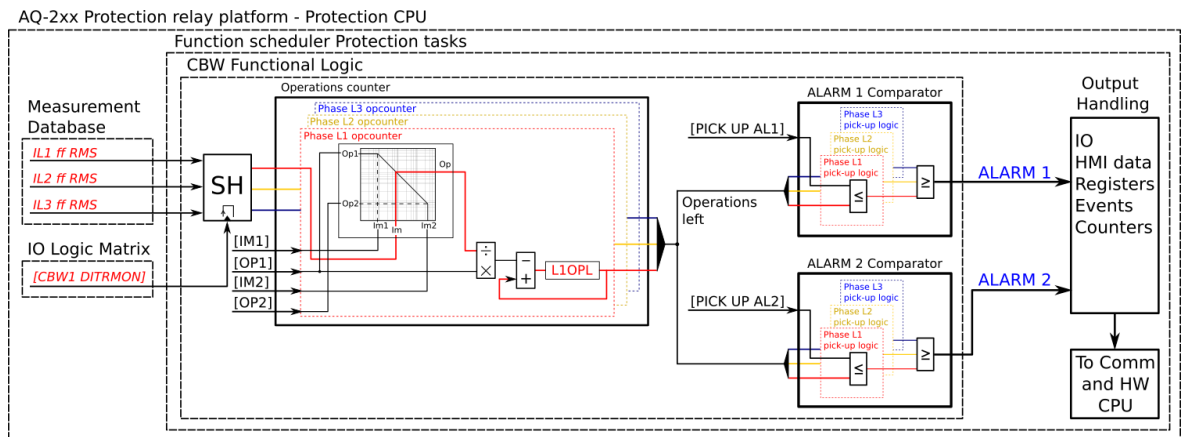 AQ-2xx Protection relay platform - Protection CPU
Function scheduler Protection tasks
CBW Functional Logic
Measurement
Database
IL1 ff RMS
IL2 ff RMS
IL3 ff RMS
IO Logic Matrix
[CBW1 DITRMON]
SH
Operations counter
Phase L3 opcounter
Phase L2 opcounter
Phase L1 opcounter
Op1
Op
Op2
Im1
Im2
Im
[IM1]
[OP1]
[IM2]
[OP2]
÷
×
−
+
L1OPL
Operations
left
ALARM 1 Comparator
[PICK UP AL1]
Phase L3
pick-up logic
Phase L2
pick-up logic
Phase L1
pick-up logic
≤
≥
ALARM 1
ALARM 2 Comparator
[PICK UP AL2]
Phase L3
pick-up logic
Phase L2
pick-up logic
Phase L1
pick-up logic
≤
≥
ALARM 2
Output
Handling
IO
HMI data
Registers
Events
Counters
To Comm
and HW
CPU